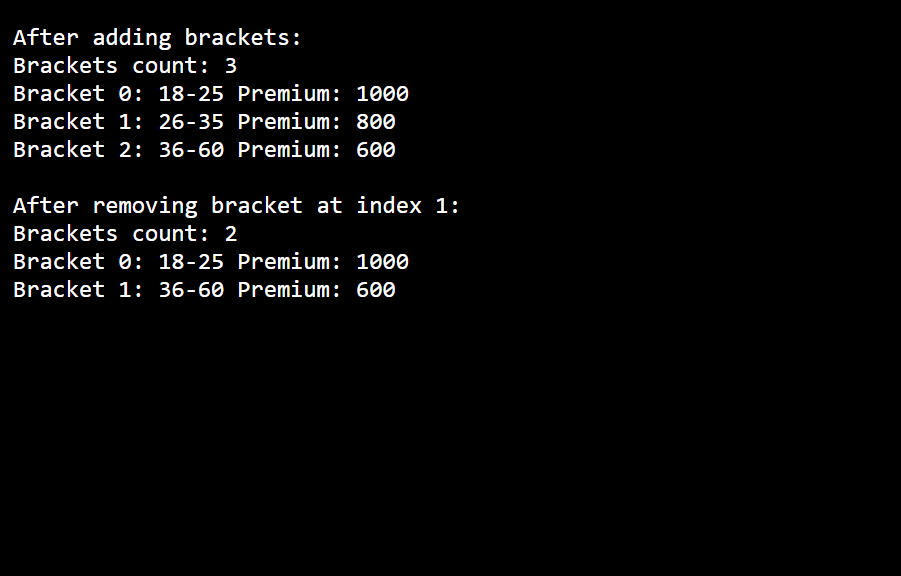 After adding brackets:
Brackets count: 3
Bracket 0: 18-25 Premium: 1000
Bracket 1: 26-35 Premium: 800
Bracket 2: 36-60 Premium: 600

After removing bracket at index 1:
Brackets count: 2
Bracket 0: 18-25 Premium: 1000
Bracket 1: 36-60 Premium: 600